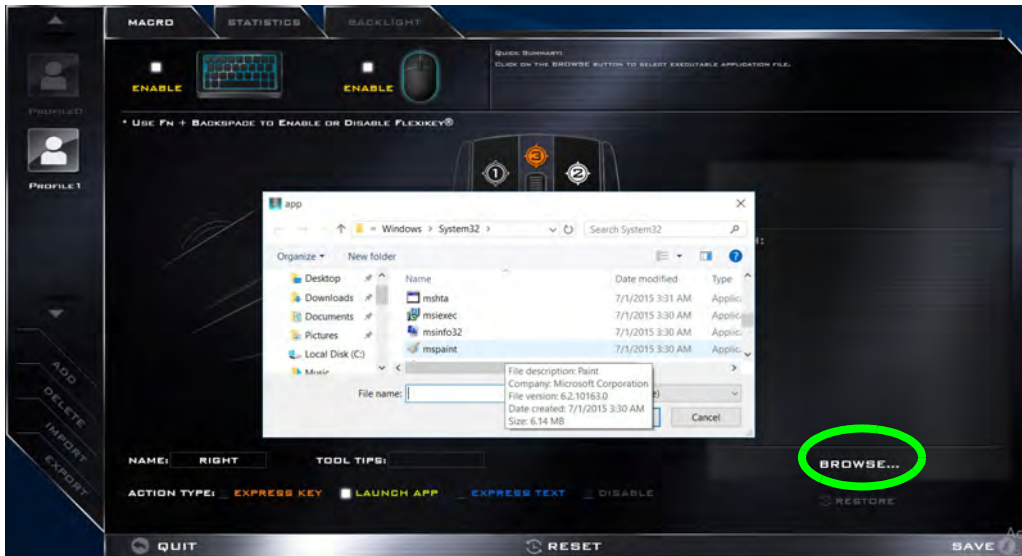 MACRO STATISTICS BACKLIGHT
QUICK SUMMARY:
CLICK ON THE BROWSE BUTTON TO SELECT EXECUTABLE APPLICATION FILE.
ENABLE ENABLE
PROFILE0
* USE FN + BACKSPACE TO ENABLE OR DISABLE FLEXIKEY®
1 3 2
PROFILE 1
app
Windows > System32 > Search System32
Organize New folder
Name Date modified Type
Desktop
Downloads mshta 7/1/2015 3:31 AM Applic
Documents msiexec 7/1/2015 3:30 AM Applic
Pictures msinfo32 7/1/2015 3:30 AM Applic
Local Disk (C:) mspaint 7/1/2015 3:30 AM Applic
Music
File description: Paint
Company: Microsoft Corporation
File version: 6.2.10163.0
Date created: 7/1/2015 3:30 AM
Size: 6.14 MB
File name:
Cancel
ADD
DELETE
IMPORT
EXPORT
NAME: RIGHT TOOL TIPS:
BROWSE...
ACTION TYPE: EXPRESS KEY LAUNCH APP EXPRESS TEXT DISABLE
RESTORE
QUIT RESET SAVE